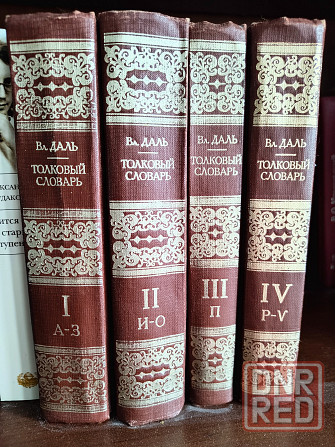 Вл. ДАЛЬ
ТОЛКОВЫЙ
СЛОВАРЬ
I
А-З
Вл. ДАЛЬ
ТОЛКОВЫЙ
СЛОВАРЬ
II
И-О
Вл. ДАЛЬ
ТОЛКОВЫЙ
СЛОВАРЬ
III
П
Вл. ДАЛЬ
ТОЛКОВЫЙ
СЛОВАРЬ
IV
Р-V
DNR
RED